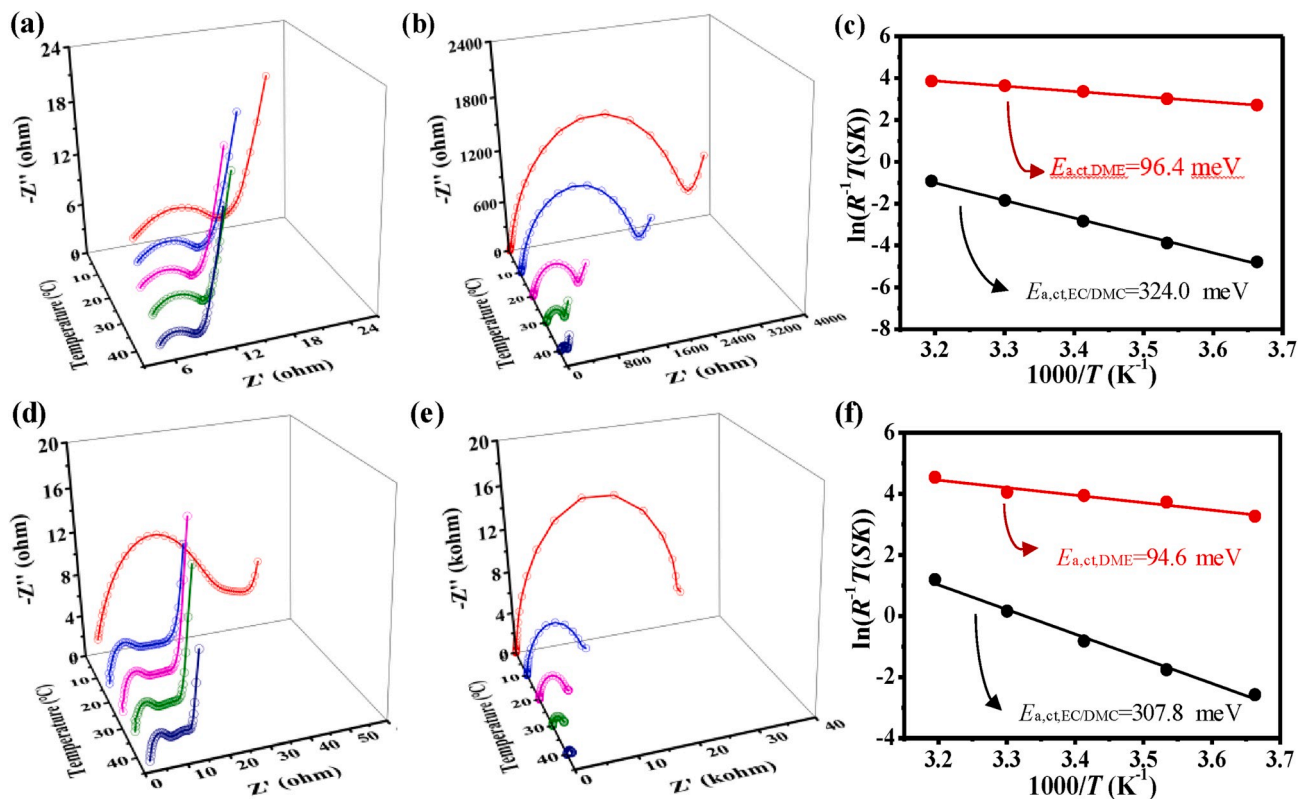 (a)
24
18
12
6
0
-Z'' (ohm)
10
20
30
40
Temperature(°C)
6
12
18
24
Z' (ohm)
(b)
2400
1800
1200
600
0
-Z'' (ohm)
10
20
30
40
Temperature(°C)
0
800
1600
2400
3200
4000
Z' (ohm)
(c)
6
4
2
0
-2
-4
-6
-8
ln(R⁻¹T(SK))
Ea,ct,DME=96.4 meV
Ea,ct,EC/DMC=324.0 meV
3.2 3.3 3.4 3.5 3.6 3.7
1000/T (K⁻¹)
(d)
20
16
12
8
4
0
-Z'' (ohm)
10
20
30
40
Temperature(°C)
0
10
20
30
40
50
Z' (ohm)
(e)
20
16
12
8
4
0
-Z'' (kohm)
10
20
30
40
Temperature(°C)
0
10
20
30
40
Z' (kohm)
(f)
6
4
2
0
-2
-4
ln(R⁻¹T(SK))
Ea,ct,DME=94.6 meV
Ea,ct,EC/DMC=307.8 meV
3.2 3.3 3.4 3.5 3.6 3.7
1000/T (K⁻¹)